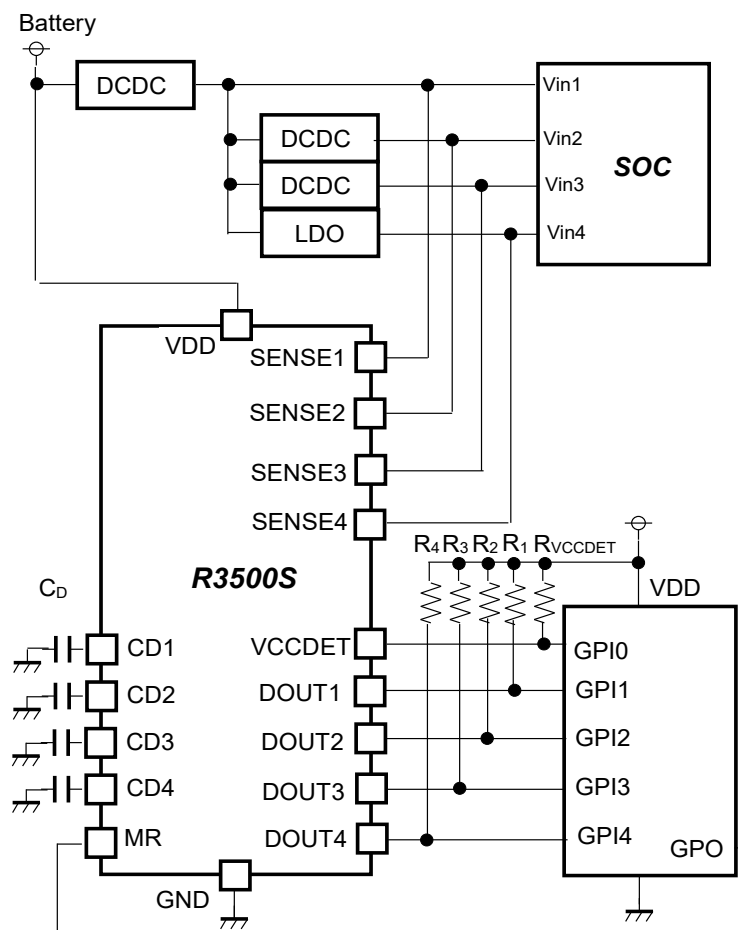 Battery
DCDC
Vin1
DCDC
Vin2
SOC
DCDC
Vin3
LDO
Vin4
VDD
SENSE1
SENSE2
SENSE3
SENSE4
R4 R3 R2 R1 RVCCDET
R3500S
VDD
CD
CD1
VCCDET
GPI0
CD2
DOUT1
GPI1
CD3
DOUT2
GPI2
CD4
DOUT3
GPI3
MR
DOUT4
GPI4
GPO
GND